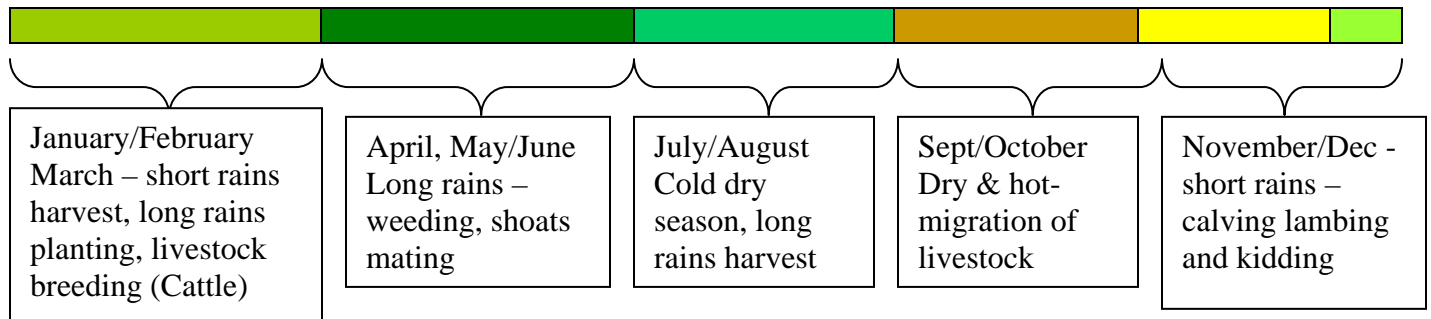 January/February
March – short rains
harvest, long rains
planting, livestock
breeding (Cattle)
April, May/June
Long rains –
weeding, shoats
mating
July/August
Cold dry
season, long
rains harvest
Sept/October
Dry & hot-
migration of
livestock
November/Dec -
short rains –
calving lambing
and kidding